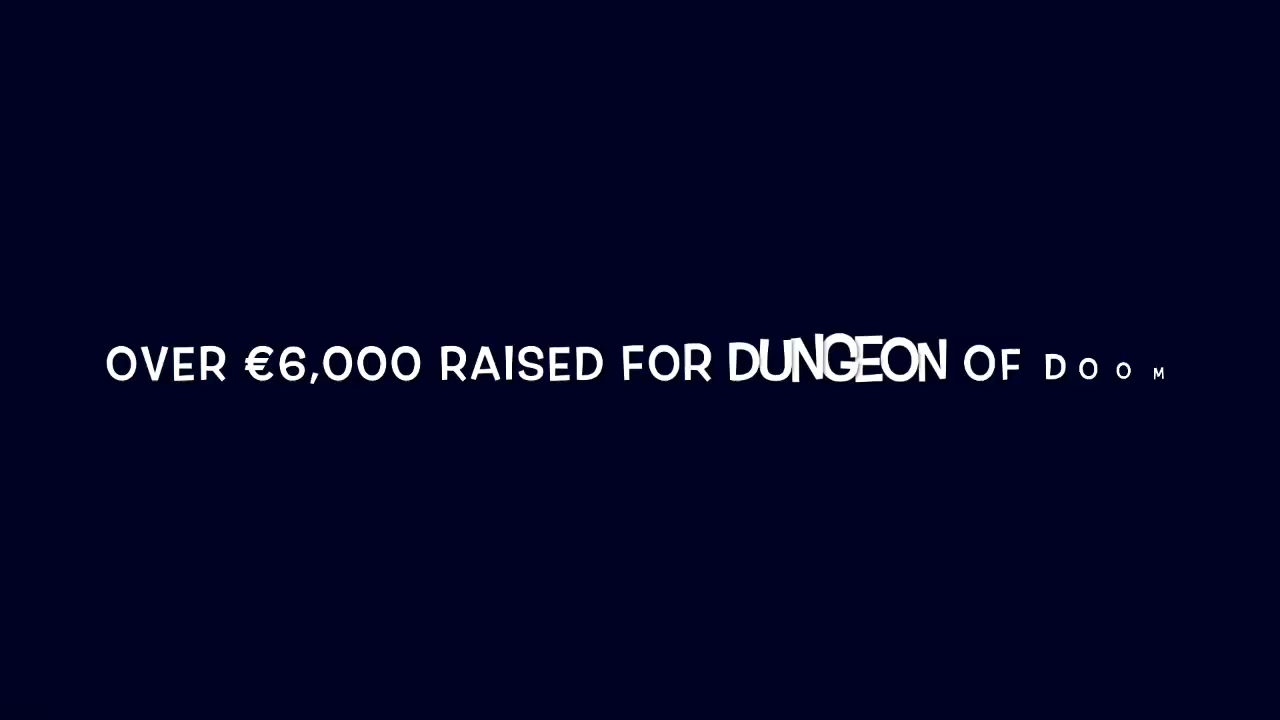 OVER €6,000 RAISED FOR DUNGEON OF DOOM